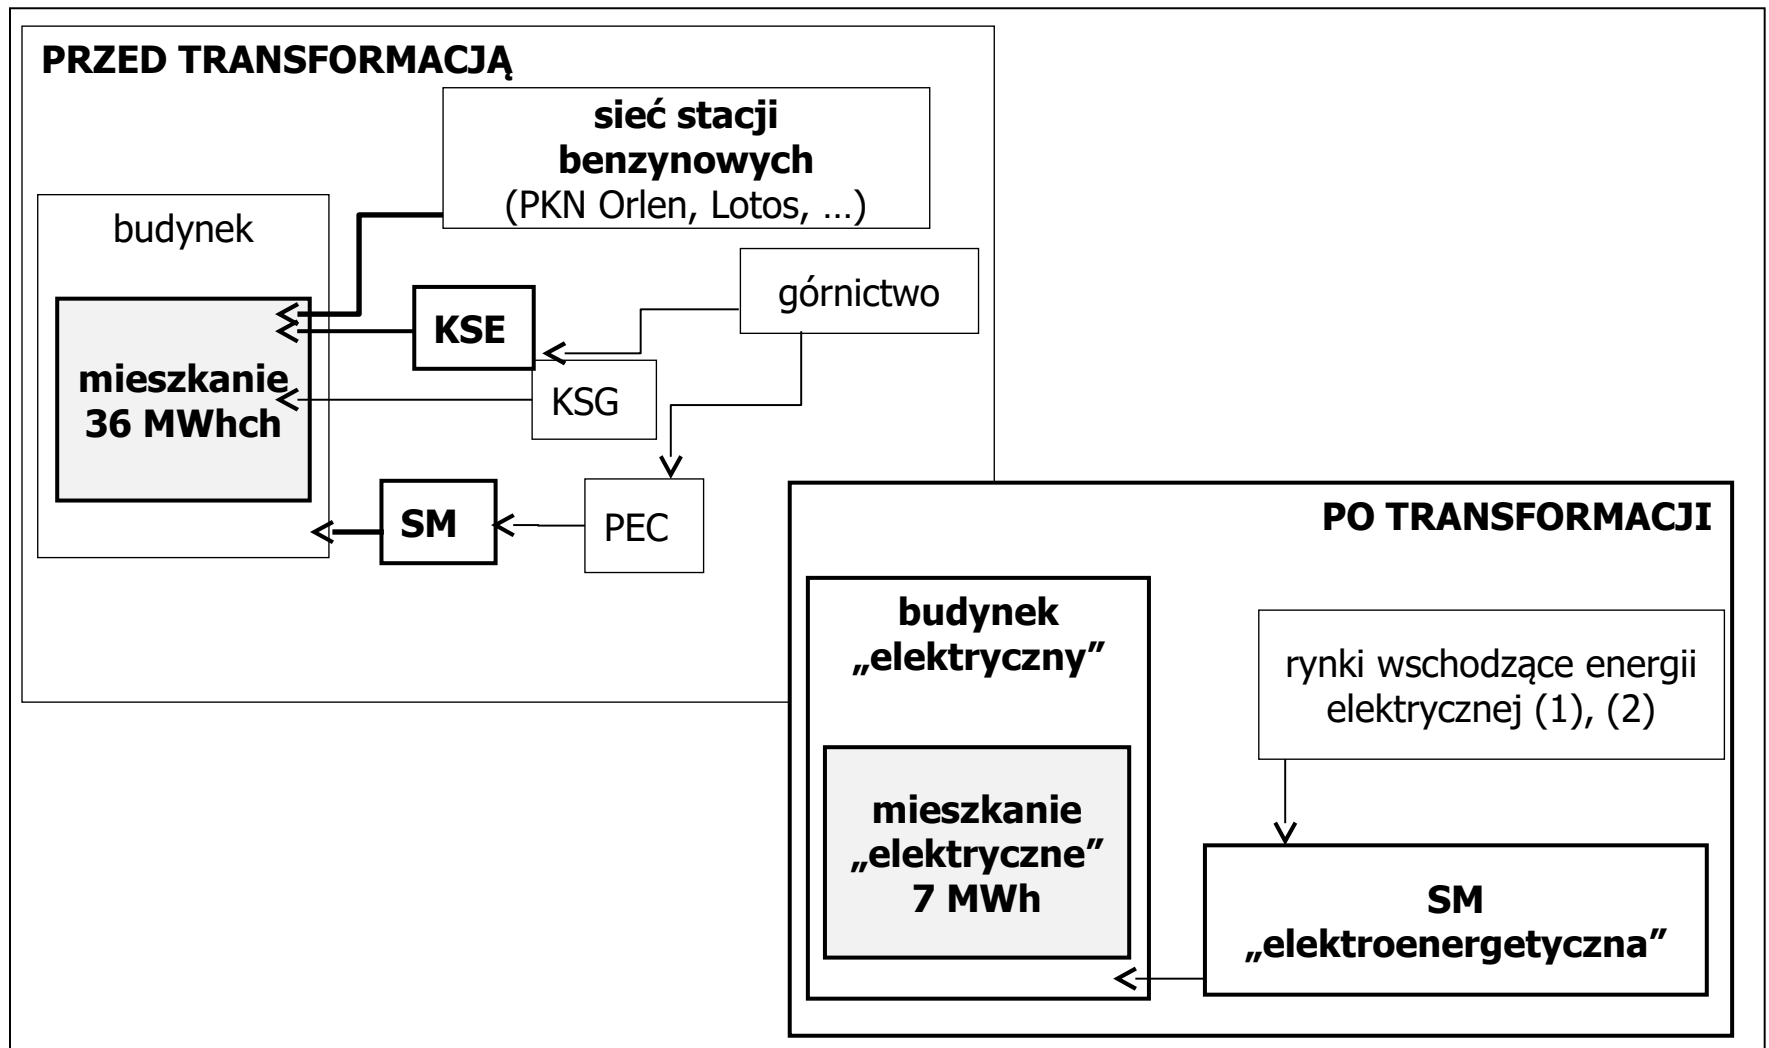 PRZED TRANSFORMACJĄ
sieć stacji
benzynowych
(PKN Orlen, Lotos, …)
budynek
górnictwo
KSE
mieszkanie
36 MWhch
KSG
SM
PEC
PO TRANSFORMACJI
budynek
„elektryczny”
rynki wschodzące energii
elektrycznej (1), (2)
mieszkanie
„elektryczne”
7 MWh
SM
„elektroenergetyczna”